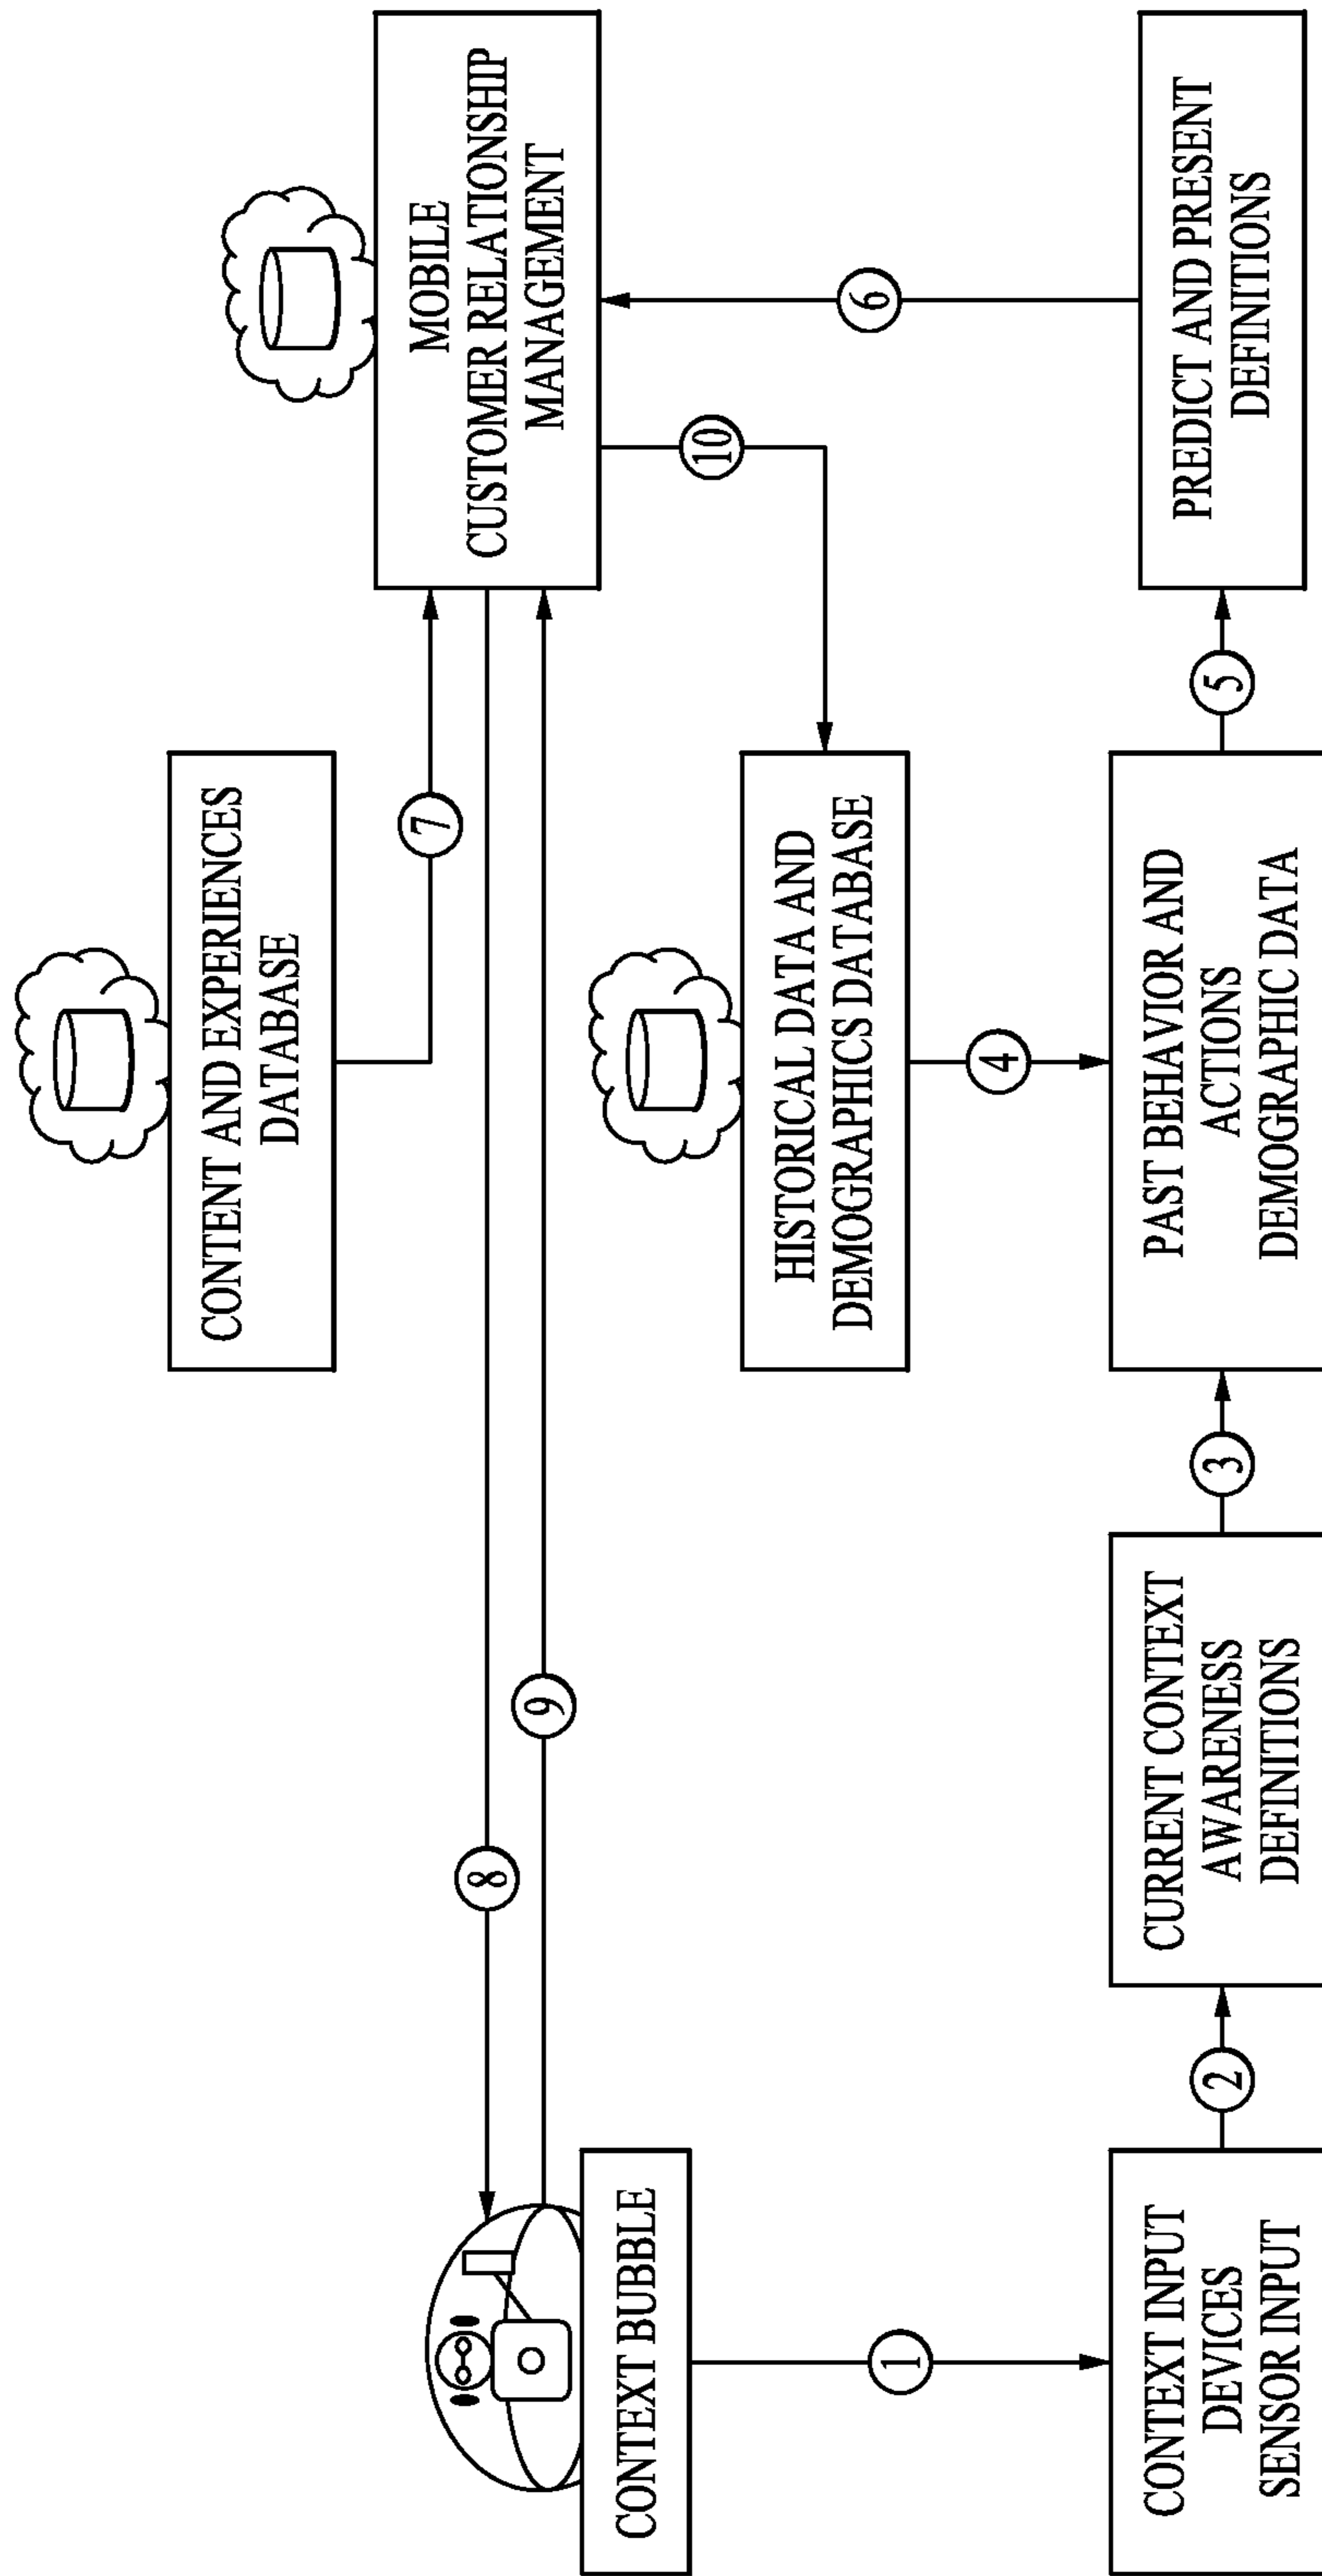 CONTENT AND EXPERIENCES
DATABASE
MOBILE
CUSTOMER RELATIONSHIP
MANAGEMENT
7
8
9
10
CONTEXT BUBBLE
HISTORICAL DATA AND
DEMOGRAPHICS DATABASE
1
4
6
CONTEXT INPUT
DEVICES
SENSOR INPUT
2
CURRENT CONTEXT
AWARENESS
DEFINITIONS
3
PAST BEHAVIOR AND
ACTIONS
DEMOGRAPHIC DATA
5
PREDICT AND PRESENT
DEFINITIONS